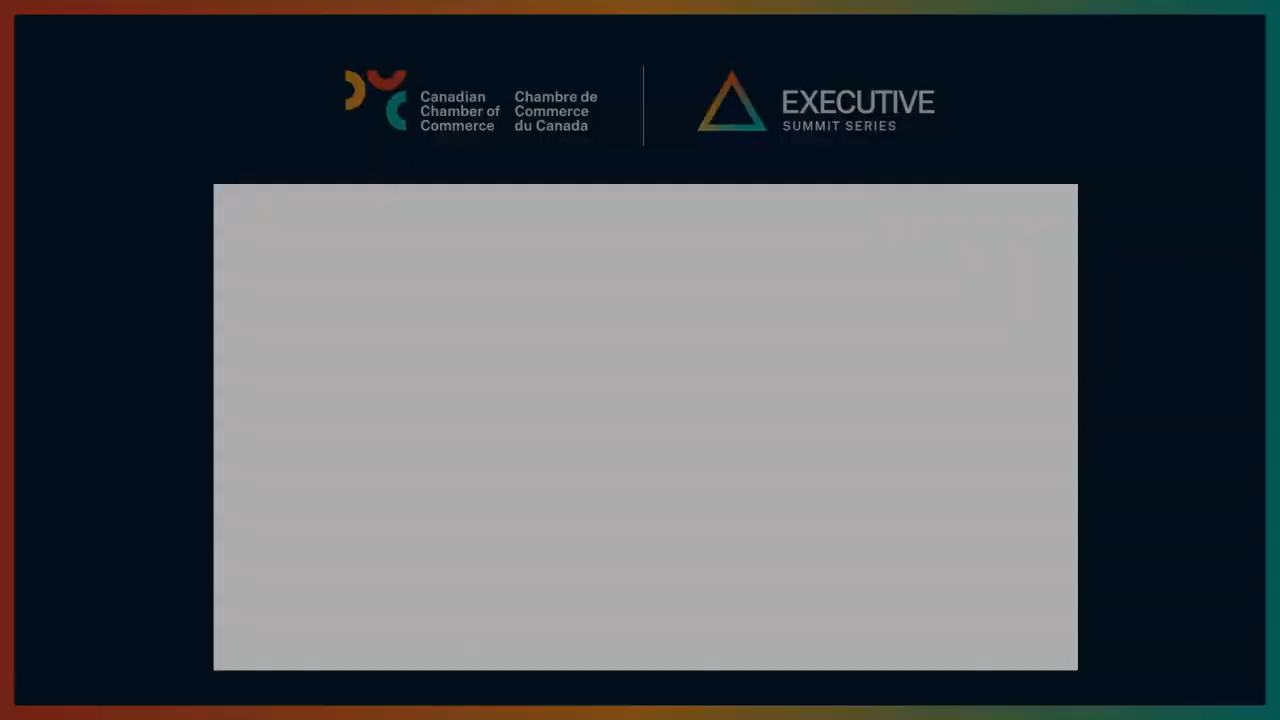 Canadian
Chamber of
Commerce
Chambre de
Commerce
du Canada
EXECUTIVE
SUMMIT SERIES